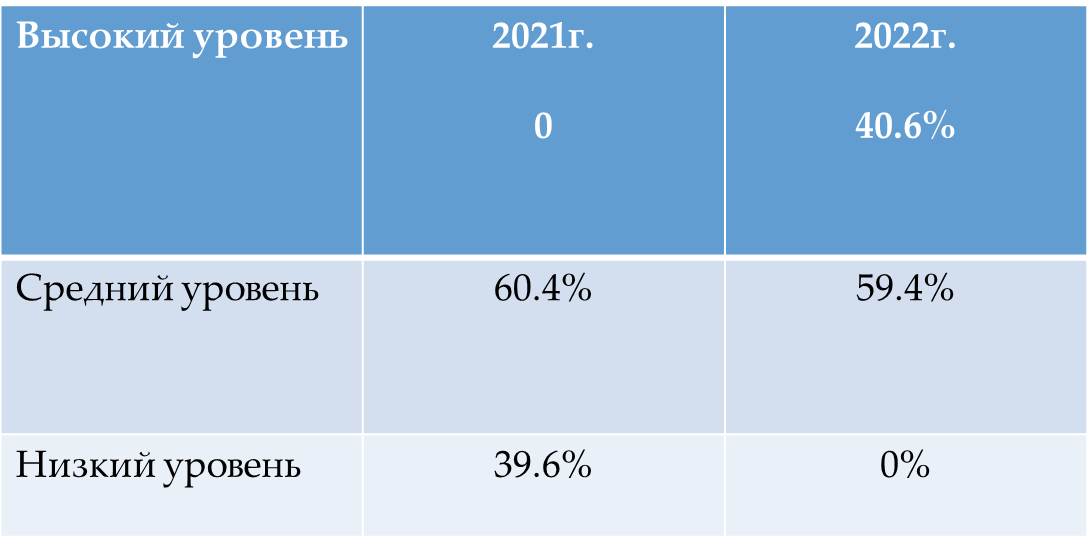 Высокий уровень 2021г. 2022г.
0 40.6%
Средний уровень 60.4% 59.4%
Низкий уровень 39.6% 0%